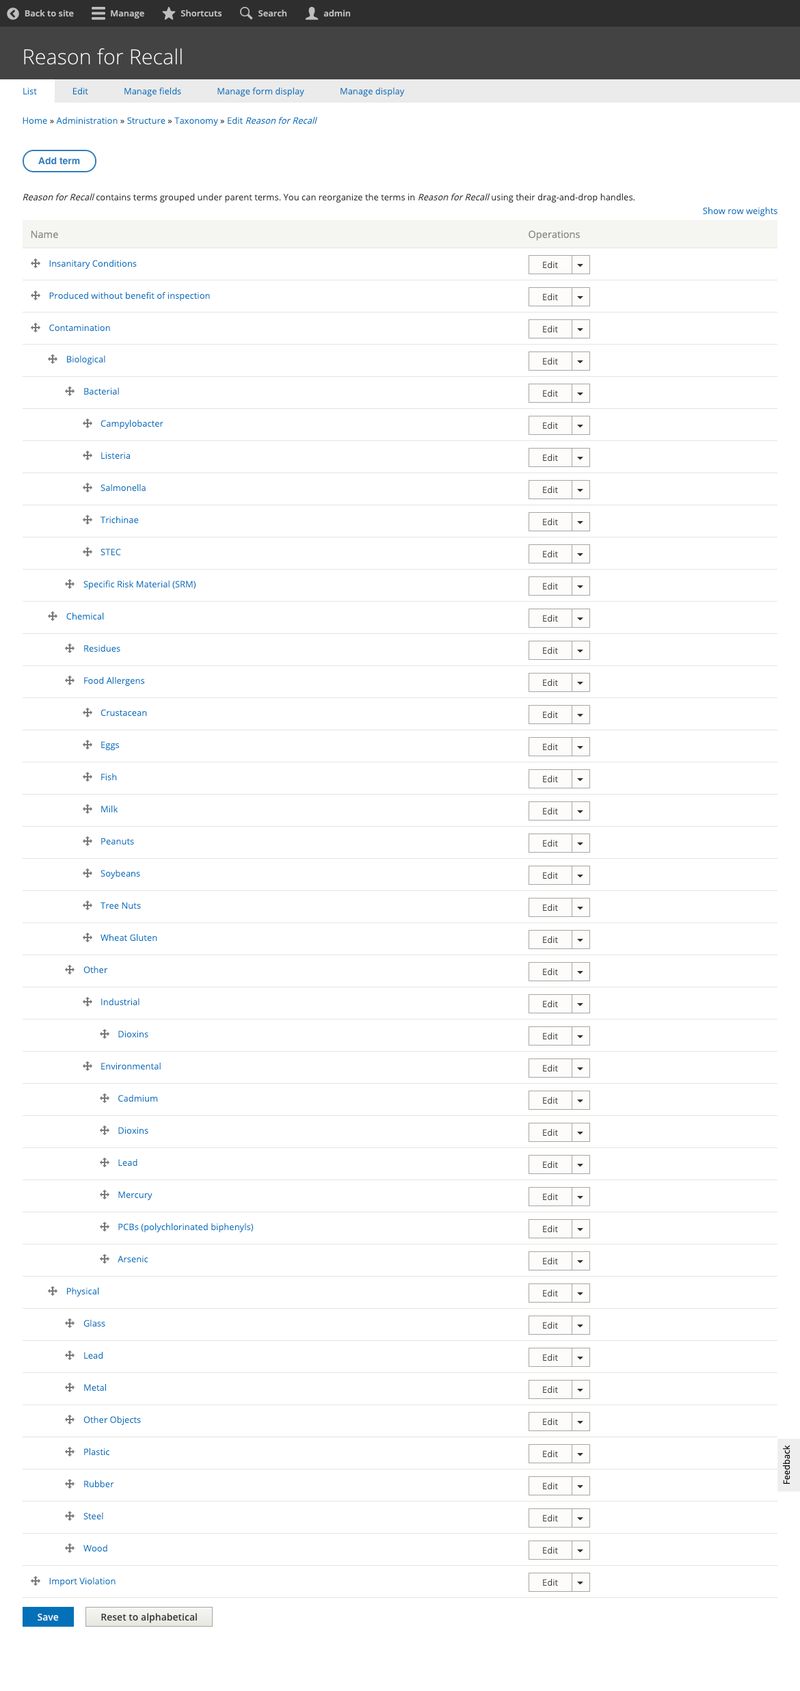 Back to site Manage Shortcuts Search admin
Reason for Recall
List Edit Manage fields Manage form display Manage display
Home » Administration » Structure » Taxonomy » Edit Reason for Recall
Add term
Reason for Recall contains terms grouped under parent terms. You can reorganize the terms in Reason for Recall using their drag-and-drop handles.
Show row weights
Name Operations
Insanitary Conditions Edit
Produced without benefit of inspection Edit
Contamination Edit
Biological Edit
Bacterial Edit
Campylobacter Edit
Listeria Edit
Salmonella Edit
Trichinae Edit
STEC Edit
Specific Risk Material (SRM) Edit
Chemical Edit
Residues Edit
Food Allergens Edit
Crustacean Edit
Eggs Edit
Fish Edit
Milk Edit
Peanuts Edit
Soybeans Edit
Tree Nuts Edit
Wheat Gluten Edit
Other Edit
Industrial Edit
Dioxins Edit
Environmental Edit
Cadmium Edit
Dioxins Edit
Lead Edit
Mercury Edit
PCBs (polychlorinated biphenyls) Edit
Arsenic Edit
Physical Edit
Glass Edit
Lead Edit
Metal Edit
Other Objects Edit
Plastic Edit
Feedback
Rubber Edit
Steel Edit
Wood Edit
Import Violation Edit
Save Reset to alphabetical